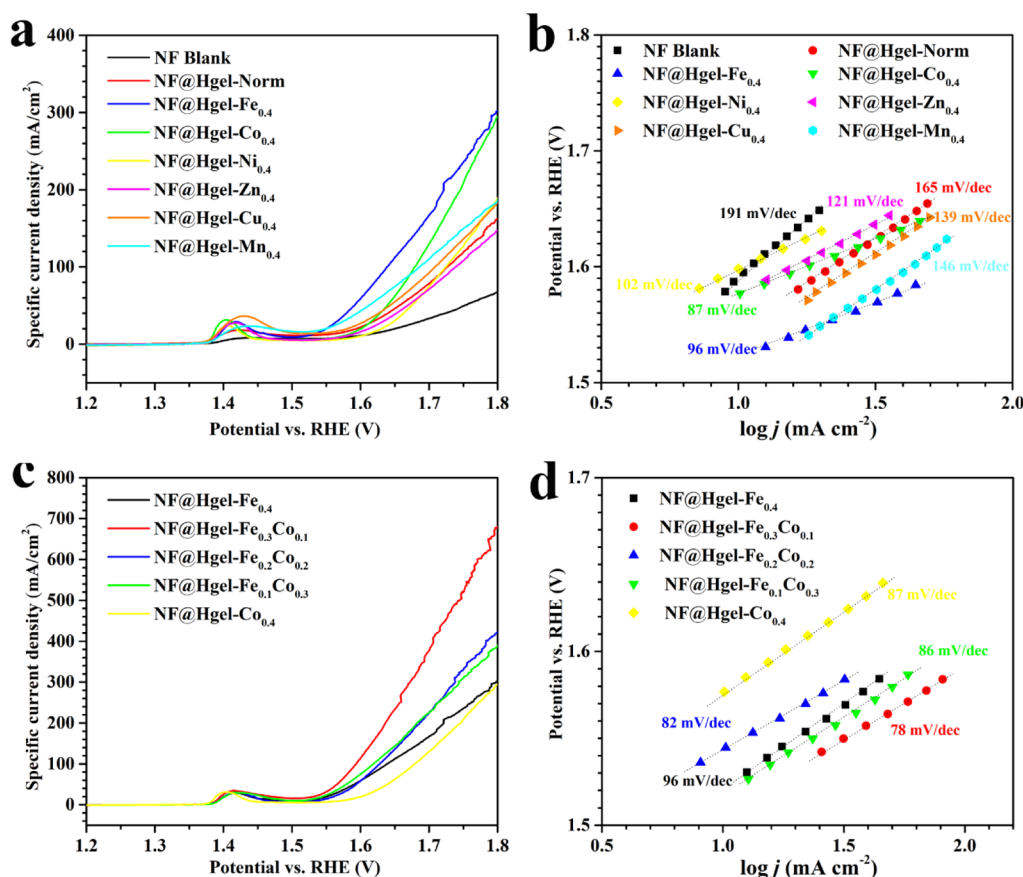 a
400
300
200
100
0
Specific current density (mA/cm²)
NF Blank
NF@Hgel-Norm
NF@Hgel-Fe₀.₄
NF@Hgel-Co₀.₄
NF@Hgel-Ni₀.₄
NF@Hgel-Zn₀.₄
NF@Hgel-Cu₀.₄
NF@Hgel-Mn₀.₄
1.2 1.3 1.4 1.5 1.6 1.7 1.8
Potential vs. RHE (V)
b
1.8
1.7
1.6
1.5
Potential vs. RHE (V)
NF Blank NF@Hgel-Norm
NF@Hgel-Fe₀.₄ NF@Hgel-Co₀.₄
NF@Hgel-Ni₀.₄ NF@Hgel-Zn₀.₄
NF@Hgel-Cu₀.₄ NF@Hgel-Mn₀.₄
191 mV/dec
121 mV/dec
165 mV/dec
139 mV/dec
146 mV/dec
102 mV/dec
87 mV/dec
96 mV/dec
0.5 1.0 1.5 2.0
log j (mA cm⁻²)
c
800
700
600
500
400
300
200
100
0
Specific current density (mA/cm²)
NF@Hgel-Fe₀.₄
NF@Hgel-Fe₀.₃Co₀.₁
NF@Hgel-Fe₀.₂Co₀.₂
NF@Hgel-Fe₀.₁Co₀.₃
NF@Hgel-Co₀.₄
1.2 1.3 1.4 1.5 1.6 1.7 1.8
Potential vs. RHE (V)
d
1.7
1.6
1.5
Potential vs. RHE (V)
NF@Hgel-Fe₀.₄
NF@Hgel-Fe₀.₃Co₀.₁
NF@Hgel-Fe₀.₂Co₀.₂
NF@Hgel-Fe₀.₁Co₀.₃
NF@Hgel-Co₀.₄
87 mV/dec
86 mV/dec
82 mV/dec
78 mV/dec
96 mV/dec
0.0 0.5 1.0 1.5 2.0
log j (mA cm⁻²)